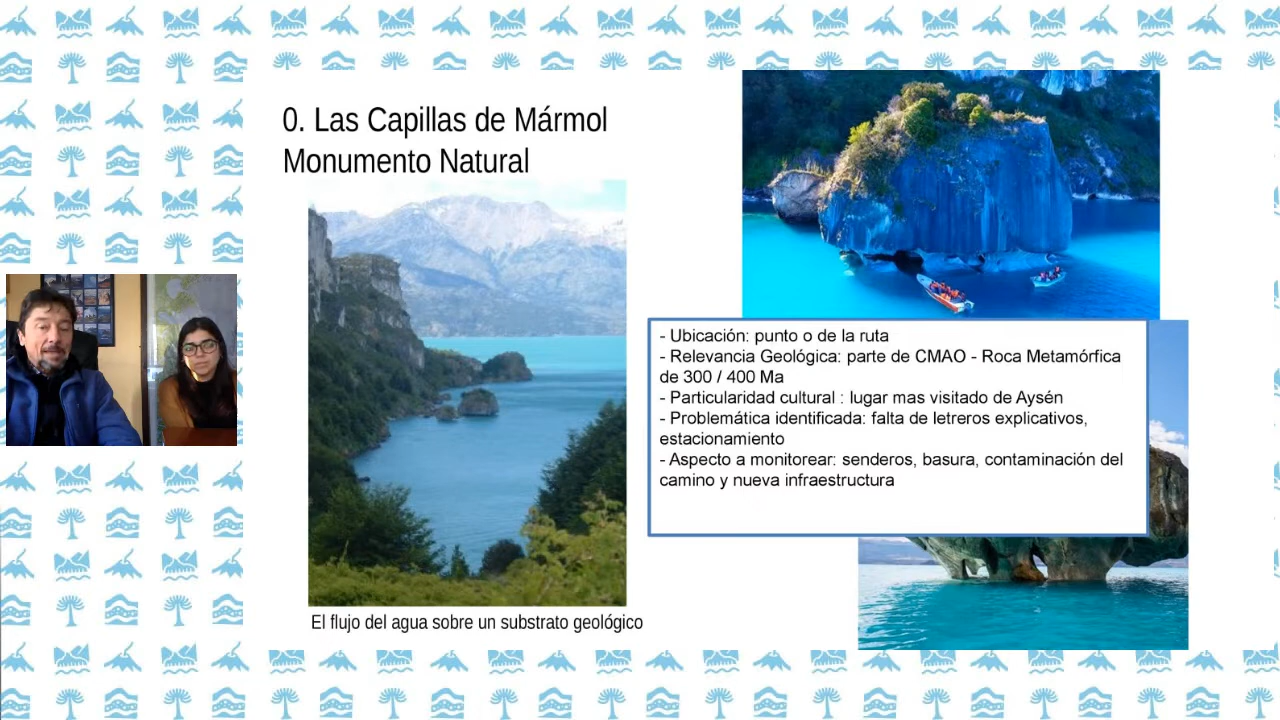 0. Las Capillas de Mármol
Monumento Natural
- Ubicación: punto o de la ruta
- Relevancia Geológica: parte de CMAO - Roca Metamórfica
de 300 / 400 Ma
- Particularidad cultural : lugar mas visitado de Aysén
- Problemática identificada: falta de letreros explicativos,
estacionamiento
- Aspecto a monitorear: senderos, basura, contaminación del
camino y nueva infraestructura
El flujo del agua sobre un substrato geológico